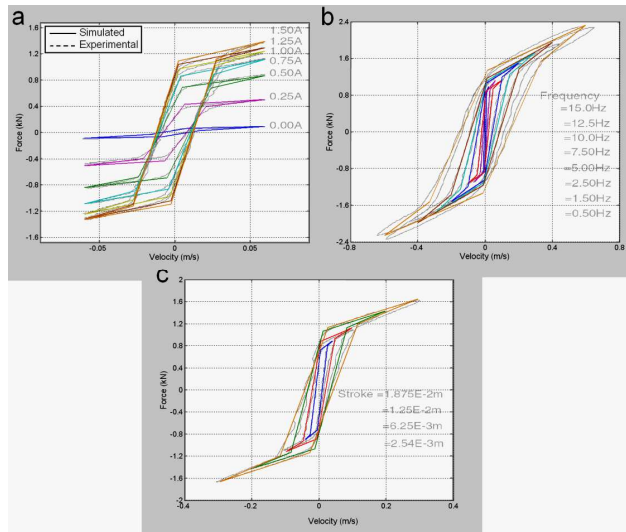 a
Simulated
Experimental
1.50A
1.25A
1.00A
0.75A
0.50A
0.25A
0.00A
1.6
1.2
0.8
0.4
0
-0.4
-0.8
-1.2
-1.6
Force (kN)
-0.05
0
0.05
Velocity (m/s)
b
2.4
1.8
1.2
0.6
0
-0.6
-1.2
-1.8
-2.4
Force (kN)
Frequency
=15.0Hz
=12.5Hz
=10.0Hz
=7.50Hz
=5.00Hz
=2.50Hz
=1.50Hz
=0.50Hz
-0.8
-0.4
0
0.4
0.8
Velocity (m/s)
c
2
1.6
1.2
0.8
0.4
0
-0.4
-0.8
-1.2
-1.6
-2
Force (kN)
Stroke =1.875E-2m
=1.25E-2m
=6.25E-3m
=2.54E-3m
-0.4
-0.2
0
0.2
0.4
Velocity (m/s)